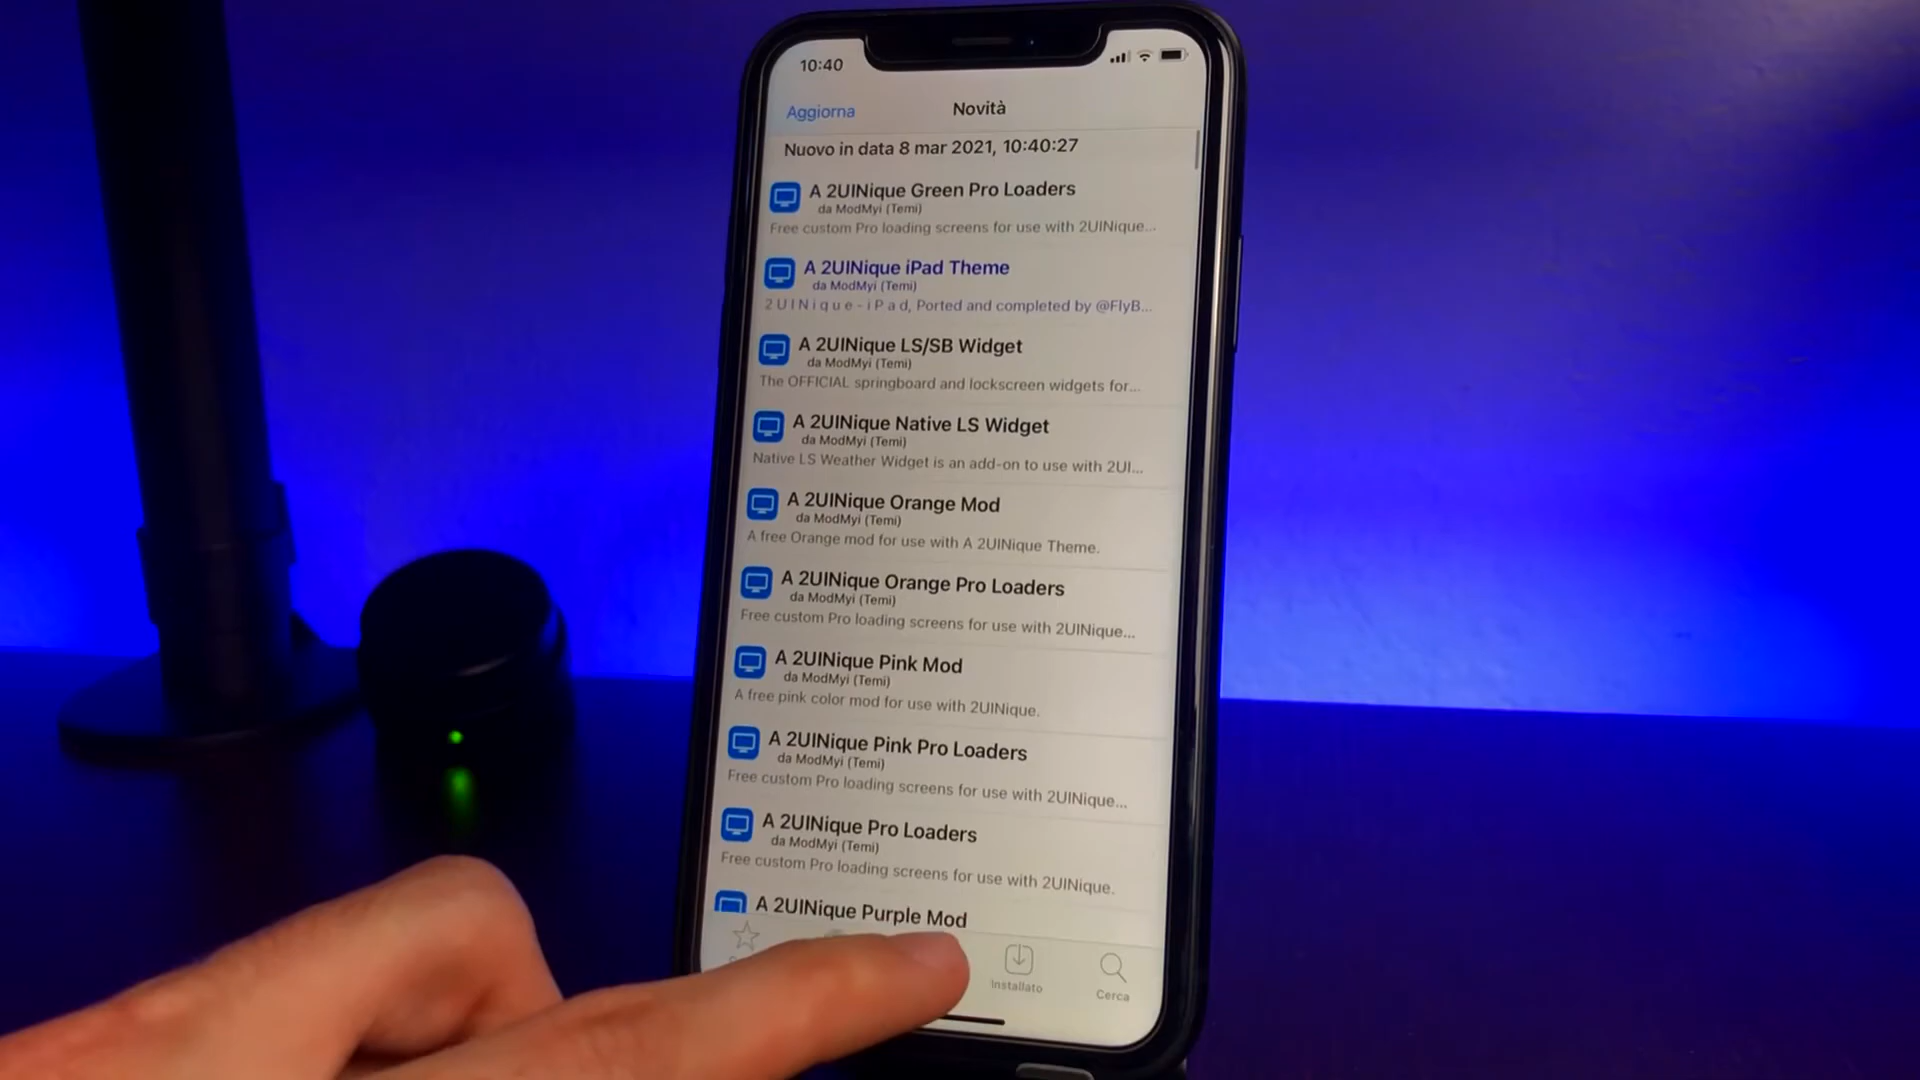 10:40
Aggiorna
Novità
Nuovo in data 8 mar 2021, 10:40:27
A 2UINique Green Pro Loaders
da ModMyi (Temi)
Free custom Pro loading screens for use with 2UINique...
A 2UINique iPad Theme
da ModMyi (Temi)
2 U I N i q u e - i P a d, Ported and completed by @FlyB...
A 2UINique LS/SB Widget
da ModMyi (Temi)
The OFFICIAL springboard and lockscreen widgets for...
A 2UINique Native LS Widget
da ModMyi (Temi)
Native LS Weather Widget is an add-on to use with 2UI...
A 2UINique Orange Mod
da ModMyi (Temi)
A free Orange mod for use with A 2UINique Theme.
A 2UINique Orange Pro Loaders
da ModMyi (Temi)
Free custom Pro loading screens for use with 2UINique...
A 2UINique Pink Mod
da ModMyi (Temi)
A free pink color mod for use with 2UINique.
A 2UINique Pink Pro Loaders
da ModMyi (Temi)
Free custom Pro loading screens for use with 2UINique...
A 2UINique Pro Loaders
da ModMyi (Temi)
Free custom Pro loading screens for use with 2UINique.
A 2UINique Purple Mod
Installato
Cerca